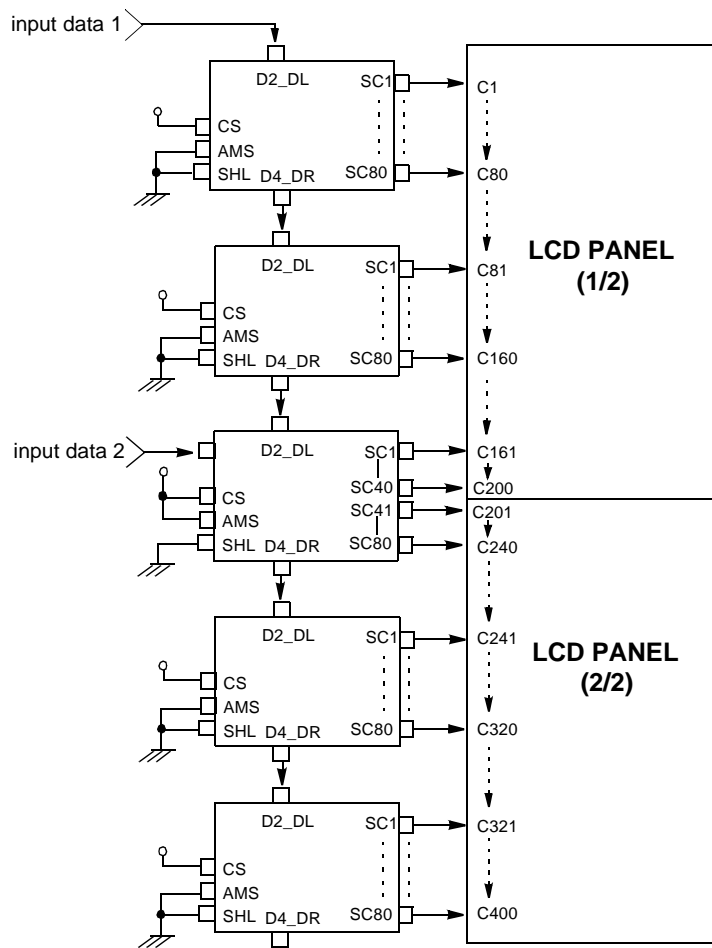 input data 1
D2_DL
SC1
CS
AMS
SHL
D4_DR
SC80
C1
C80
D2_DL
SC1
CS
AMS
SHL
D4_DR
SC80
C81
C160
LCD PANEL
(1/2)
input data 2
D2_DL
SC1
SC40
CS
SC41
AMS
SHL
D4_DR
SC80
C161
C200
C201
C240
D2_DL
SC1
CS
AMS
SHL
D4_DR
SC80
C241
C320
LCD PANEL
(2/2)
D2_DL
SC1
CS
AMS
SHL
D4_DR
SC80
C321
C400